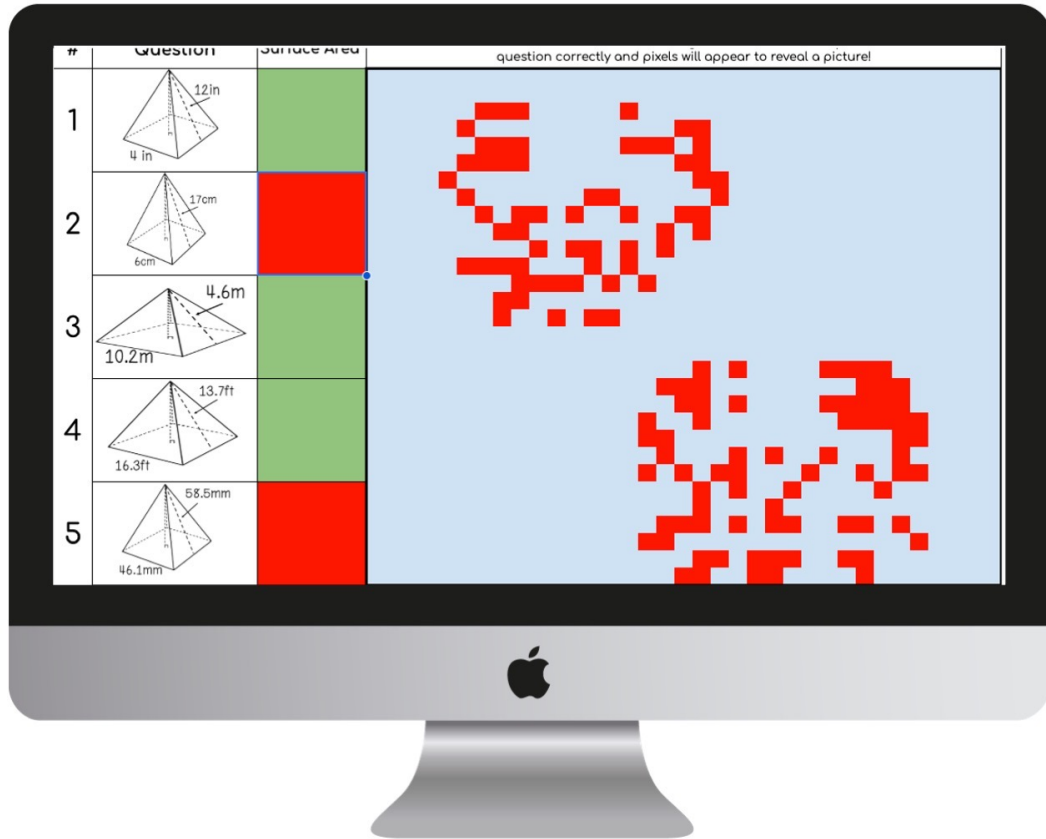 # Question Surface Area
question correctly and pixels will appear to reveal a picture!
1
12in
4 in
2
17cm
6cm
3
4.6m
10.2m
4
13.7ft
16.3ft
5
58.5mm
46.1mm